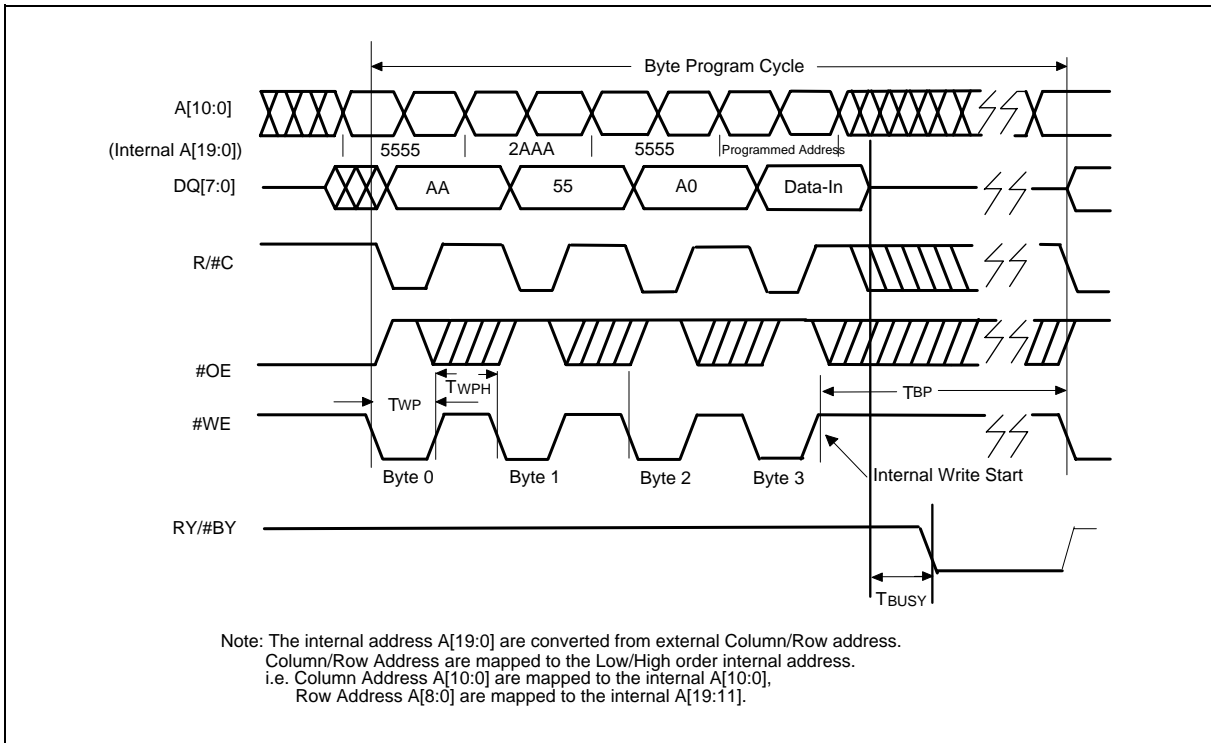 Byte Program Cycle
A[10:0]
(Internal A[19:0])
5555
2AAA
5555
Programmed Address
DQ[7:0]
AA
55
A0
Data-In
R/#C
#OE
TWPH
TWP
TBP
#WE
Byte 0
Byte 1
Byte 2
Byte 3
Internal Write Start
RY/#BY
TBUSY
Note: The internal address A[19:0] are converted from external Column/Row address.
Column/Row Address are mapped to the Low/High order internal address.
i.e. Column Address A[10:0] are mapped to the internal A[10:0],
Row Address A[8:0] are mapped to the internal A[19:11].